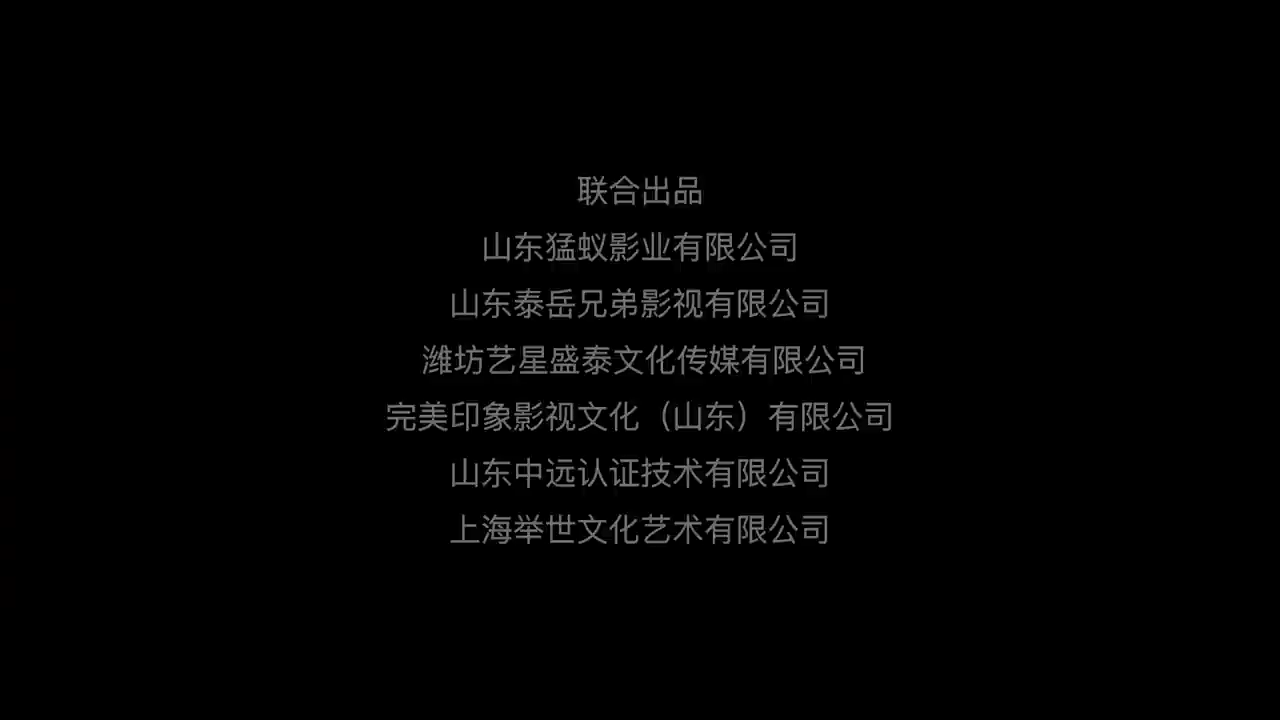 联合出品
山东猛蚁影业有限公司
山东泰岳兄弟影视有限公司
潍坊艺星盛泰文化传媒有限公司
完美印象影视文化（山东）有限公司
山东中远认证技术有限公司
上海举世文化艺术有限公司